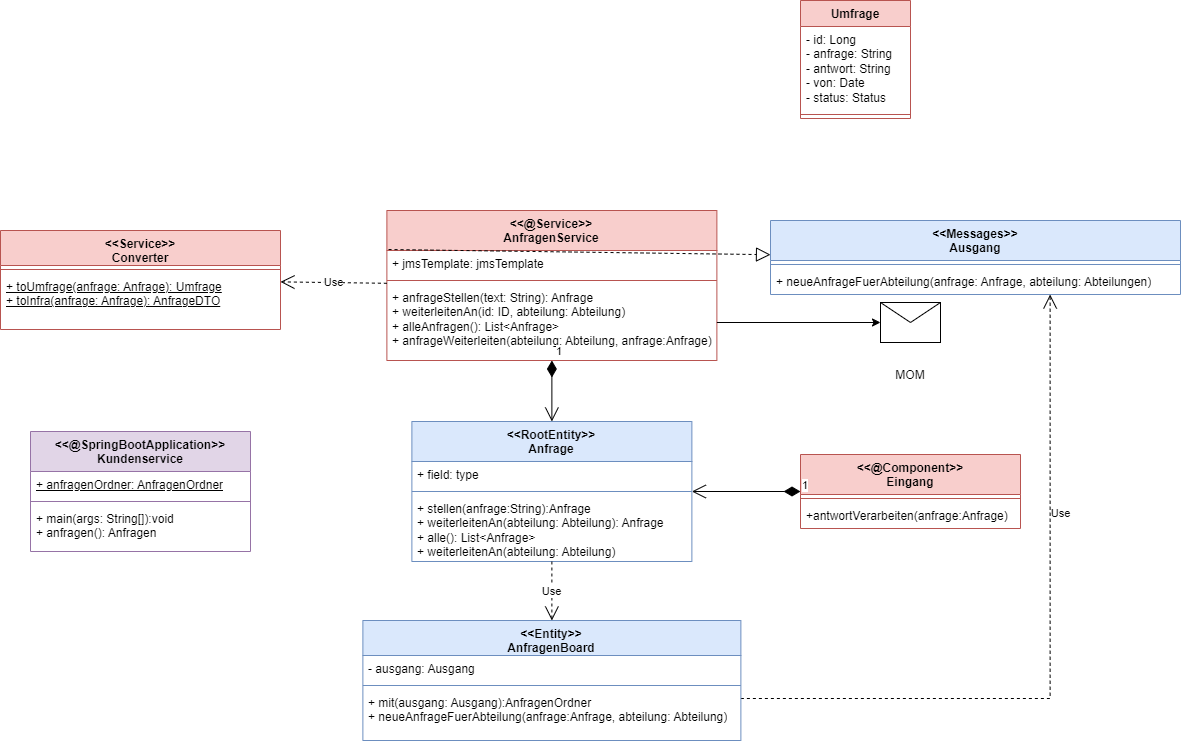 Umfrage
- id: Long
- anfrage: String
- antwort: String
- von: Date
- status: Status
<<Service>>
Converter
+ toUmfrage(anfrage: Anfrage): Umfrage
+ toInfra(anfrage: Anfrage): AnfrageDTO
Use
<<@Service>>
AnfragenService
+ jmsTemplate: jmsTemplate
+ anfrageStellen(text: String): Anfrage
+ weiterleitenAn(id: ID, abteilung: Abteilung)
+ alleAnfragen(): List<Anfrage>
+ anfrageWeiterleiten(abteilung: Abteilung, anfrage:Anfrage)
1
<<Messages>>
Ausgang
+ neueAnfrageFuerAbteilung(anfrage: Anfrage, abteilung: Abteilungen)
MOM
<<@SpringBootApplication>>
Kundenservice
+ anfragenOrdner: AnfragenOrdner
+ main(args: String[]):void
+ anfragen(): Anfragen
<<RootEntity>>
Anfrage
+ field: type
+ stellen(anfrage:String):Anfrage
+ weiterleitenAn(abteilung: Abteilung): Anfrage
+ alle(): List<Anfrage>
+ weiterleitenAn(abteilung: Abteilung)
<<@Component>>
Eingang
1
+antwortVerarbeiten(anfrage:Anfrage)
Use
Use
<<Entity>>
AnfragenBoard
- ausgang: Ausgang
+ mit(ausgang: Ausgang):AnfragenOrdner
+ neueAnfrageFuerAbteilung(anfrage:Anfrage, abteilung: Abteilung)